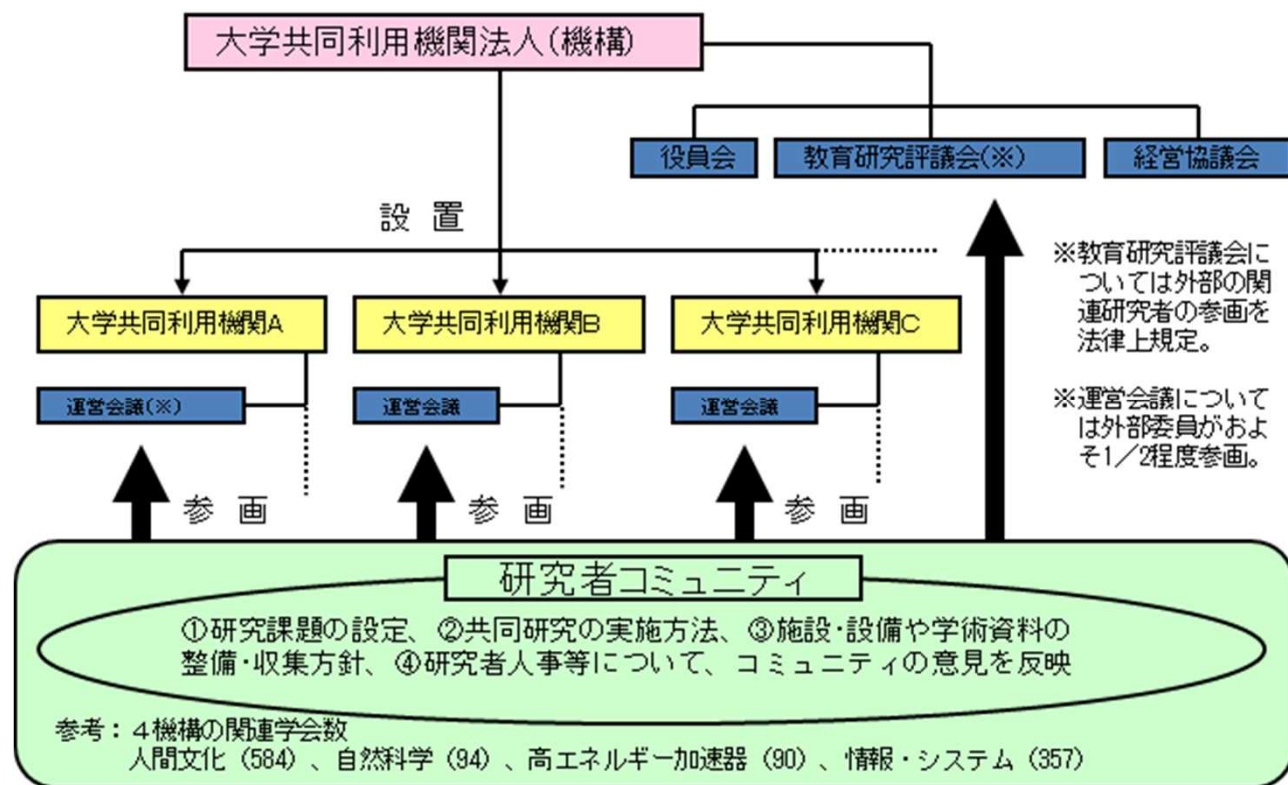 大学共同利用機関法人(機構)
役員会
教育研究評議会(※)
経営協議会
設 置
※教育研究評議会に
ついては外部の関
連研究者の参画を
法律上規定。
大学共同利用機関A
大学共同利用機関B
大学共同利用機関C
運営会議(※)
運営会議
運営会議
※運営会議について
は外部委員がおよ
そ1/2程度参画。
参 画
参 画
参 画
研究者コミュニティ
①研究課題の設定、②共同研究の実施方法、③施設・設備や学術資料の
整備・収集方針、④研究者人事等について、コミュニティの意見を反映
参考：４機構の関連学会数
人間文化（584）、自然科学（94）、高エネルギー加速器（90）、情報・システム（357）